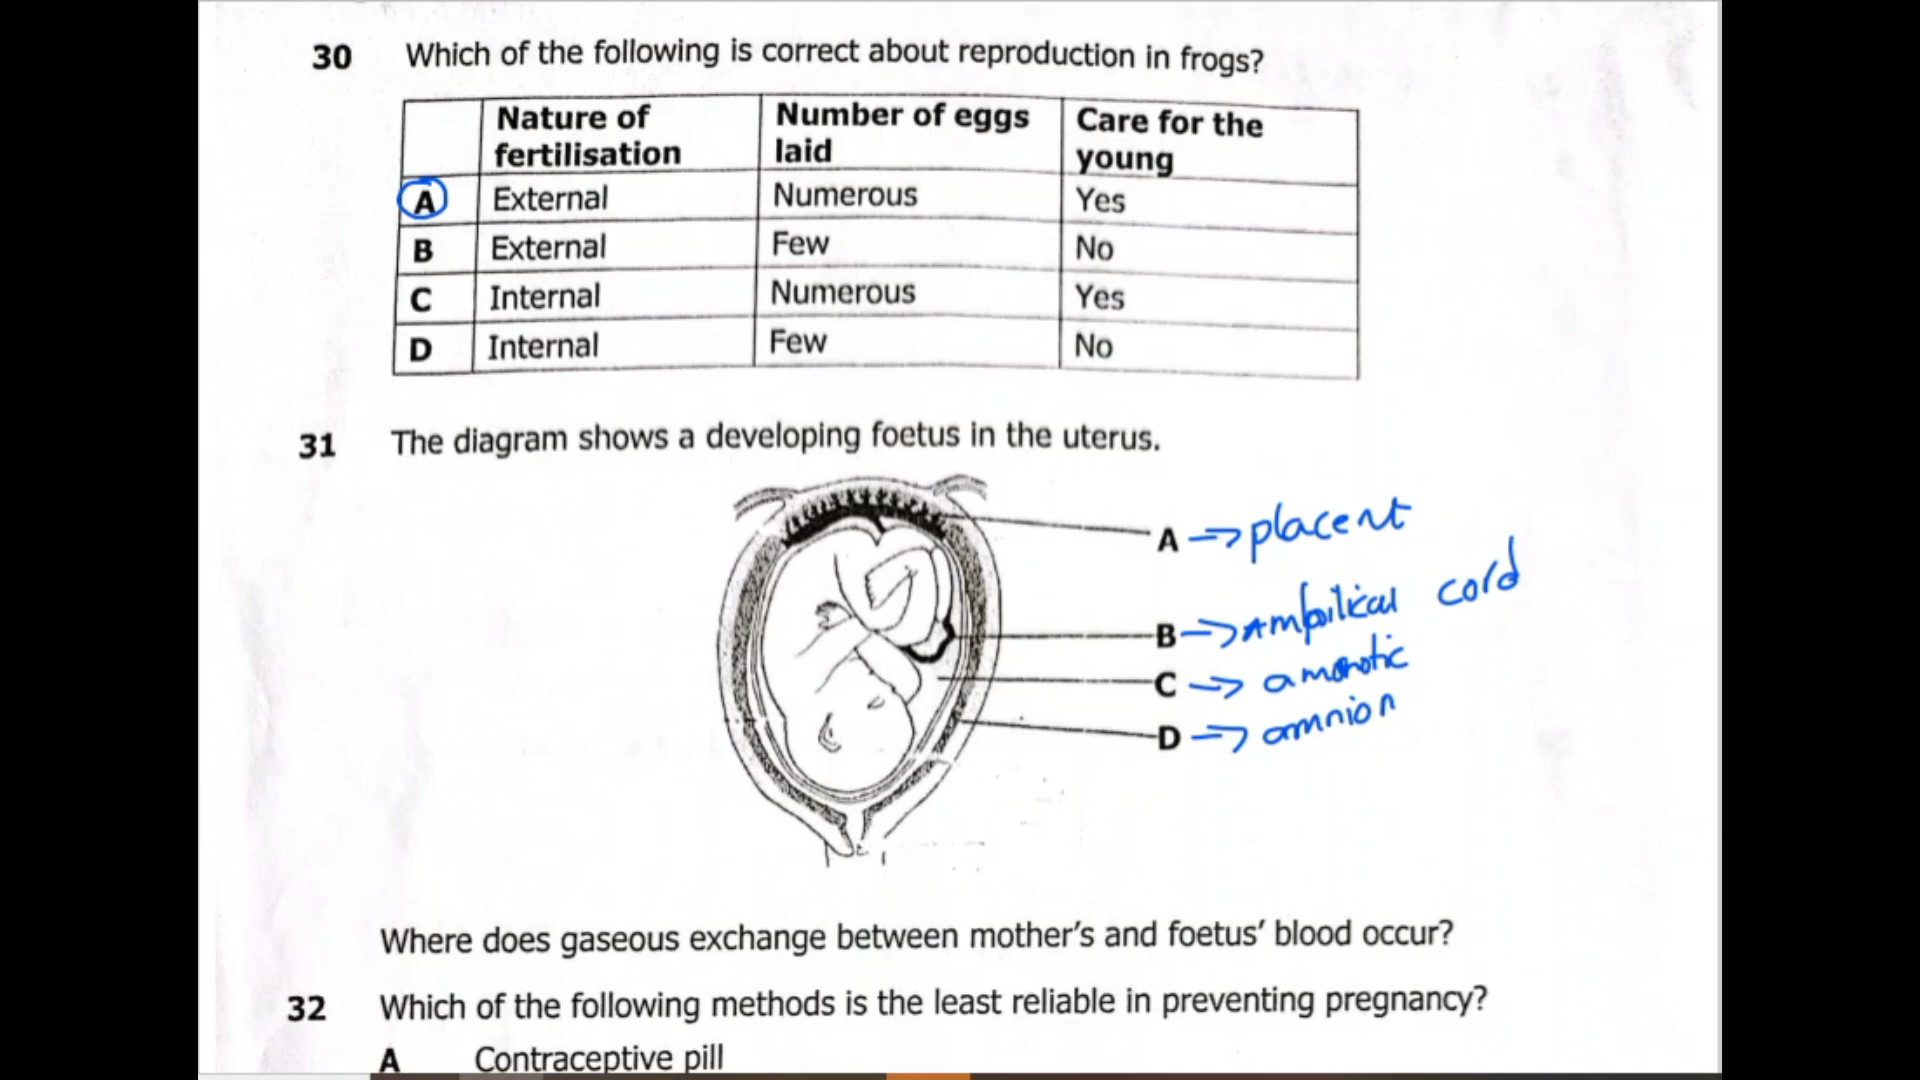 30 Which of the following is correct about reproduction in frogs?
Nature of fertilisation Number of eggs laid Care for the young
A External Numerous Yes
B External Few No
C Internal Numerous Yes
D Internal Few No
31 The diagram shows a developing foetus in the uterus.
A → placent
B → cord
C →
D → amnion
Where does gaseous exchange between mother's and foetus' blood occur?
32 Which of the following methods is the least reliable in preventing pregnancy?
A Contraceptive pill